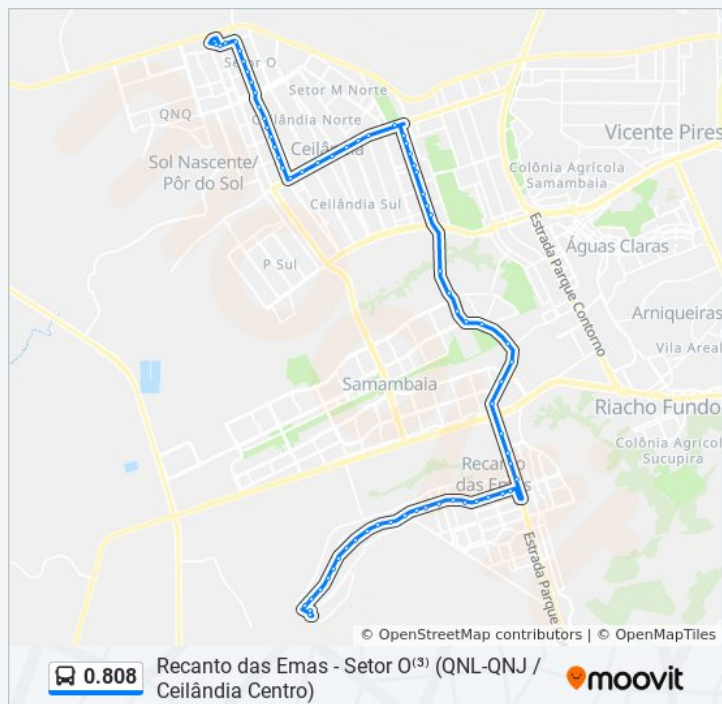 Setor O
Setor M Norte
QNQ
Ceilândia Norte
Vicente Pires
Ceilândia
Sol Nascente/
Pôr do Sol
Colônia Agrícola
Samambaia
Ceilândia Sul
Estrada Parque Contorno
Águas Claras
P Sul
Arniqueiras
Vila Areal
Samambaia
Riacho Fundo
Colônia Agrícol
Sucupira
Recanto
das Emas
Estrada Parque
© OpenStreetMap contributors | © OpenMapTiles
0.808
Recanto das Emas - Setor O⁽³⁾ (QNL-QNJ /
Ceilândia Centro)
moovit